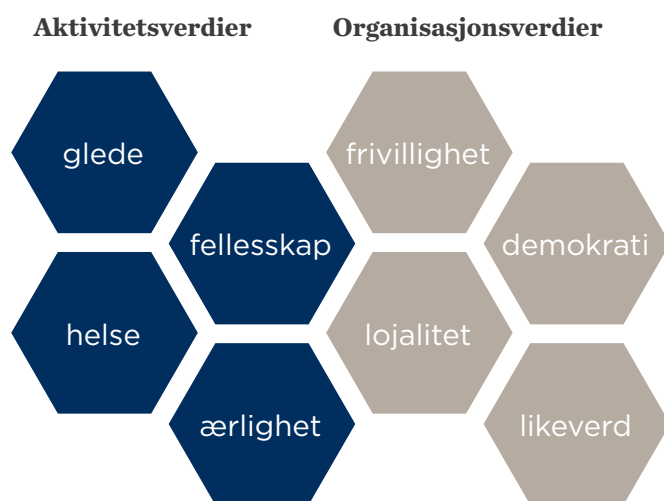 Aktivitetsverdier
Organisasjonsverdier
glede
frivillighet
fellesskap
demokrati
helse
lojalitet
ærlighet
likeverd